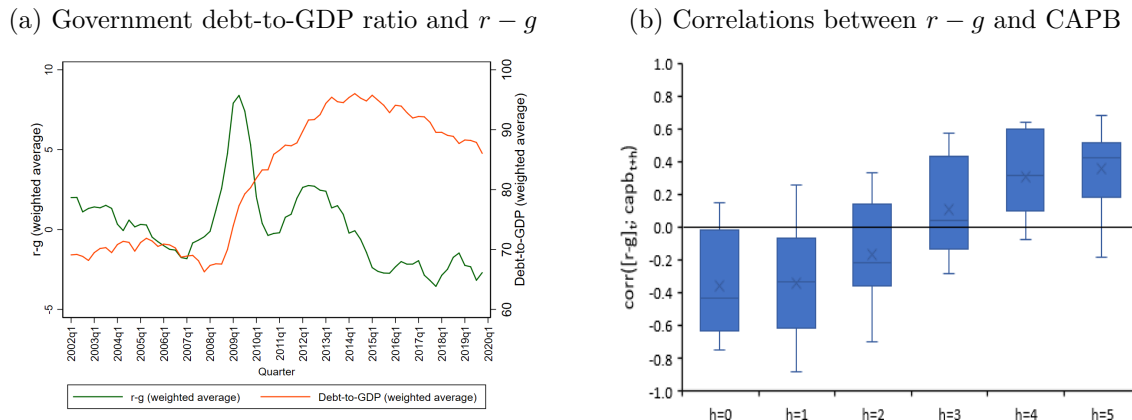 (a) Government debt-to-GDP ratio and r − g
r-g (weighted average)
10
5
0
-5
100
90
80
70
60
Debt-to-GDP (weighted average)
2002q1
2003q1
2004q1
2005q1
2006q1
2007q1
2008q1
2009q1
2010q1
2011q1
2012q1
2013q1
2014q1
2015q1
2016q1
2017q1
2018q1
2019q1
2020q1
Quarter
r-g (weighted average) Debt-to-GDP (weighted average)
(b) Correlations between r − g and CAPB
corr([r-g]t; capbt+h)
1.0
0.8
0.6
0.4
0.2
0.0
-0.2
-0.4
-0.6
-0.8
-1.0
h=0 h=1 h=2 h=3 h=4 h=5